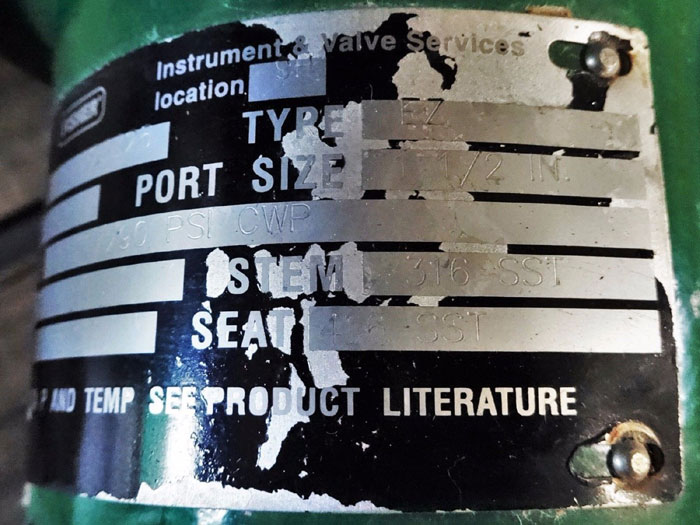 Instrument & Valve Services
location
FISHER
TYPE EZ
PORT SIZE 1/2 IN.
PSI CWP
STEM 316 SST
SEAT SST
P AND TEMP SEE PRODUCT LITERATURE